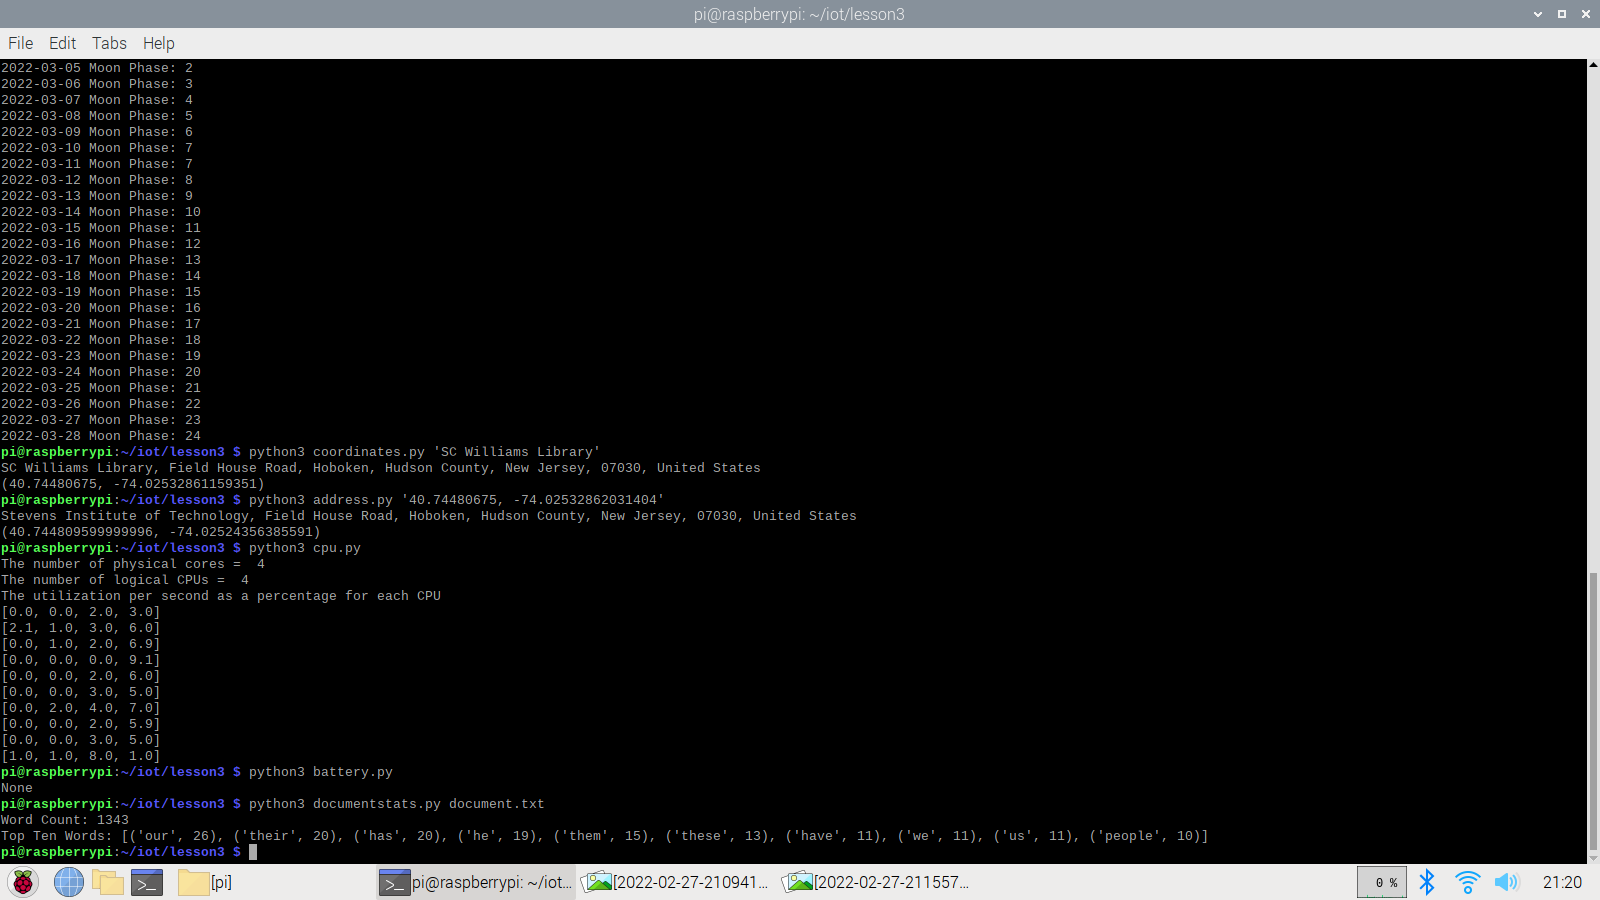 pi@raspberrypi: ~/iot/lesson3
File Edit Tabs Help
2022-03-05 Moon Phase: 2
2022-03-06 Moon Phase: 3
2022-03-07 Moon Phase: 4
2022-03-08 Moon Phase: 5
2022-03-09 Moon Phase: 6
2022-03-10 Moon Phase: 7
2022-03-11 Moon Phase: 7
2022-03-12 Moon Phase: 8
2022-03-13 Moon Phase: 9
2022-03-14 Moon Phase: 10
2022-03-15 Moon Phase: 11
2022-03-16 Moon Phase: 12
2022-03-17 Moon Phase: 13
2022-03-18 Moon Phase: 14
2022-03-19 Moon Phase: 15
2022-03-20 Moon Phase: 16
2022-03-21 Moon Phase: 17
2022-03-22 Moon Phase: 18
2022-03-23 Moon Phase: 19
2022-03-24 Moon Phase: 20
2022-03-25 Moon Phase: 21
2022-03-26 Moon Phase: 22
2022-03-27 Moon Phase: 23
2022-03-28 Moon Phase: 24
pi@raspberrypi:~/iot/lesson3 $ python3 coordinates.py 'SC Williams Library'
SC Williams Library, Field House Road, Hoboken, Hudson County, New Jersey, 07030, United States
(40.74480675, -74.02532861159351)
pi@raspberrypi:~/iot/lesson3 $ python3 address.py '40.74480675, -74.02532862031404'
Stevens Institute of Technology, Field House Road, Hoboken, Hudson County, New Jersey, 07030, United States
(40.744809599999996, -74.02524356385591)
pi@raspberrypi:~/iot/lesson3 $ python3 cpu.py
The number of physical cores =  4
The number of logical CPUs =  4
The utilization per second as a percentage for each CPU
[0.0, 0.0, 2.0, 3.0]
[2.1, 1.0, 3.0, 6.0]
[0.0, 1.0, 2.0, 6.9]
[0.0, 0.0, 0.0, 9.1]
[0.0, 0.0, 2.0, 6.0]
[0.0, 0.0, 3.0, 5.0]
[0.0, 2.0, 4.0, 7.0]
[0.0, 0.0, 2.0, 5.9]
[0.0, 0.0, 3.0, 5.0]
[1.0, 1.0, 8.0, 1.0]
pi@raspberrypi:~/iot/lesson3 $ python3 battery.py
None
pi@raspberrypi:~/iot/lesson3 $ python3 documentstats.py document.txt
Word Count: 1343
Top Ten Words: [('our', 26), ('their', 20), ('has', 20), ('he', 19), ('them', 15), ('these', 13), ('have', 11), ('we', 11), ('us', 11), ('people', 10)]
pi@raspberrypi:~/iot/lesson3 $
[pi] pi@raspberrypi: ~/iot... [2022-02-27-210941... [2022-02-27-211557... 0 % 21:20